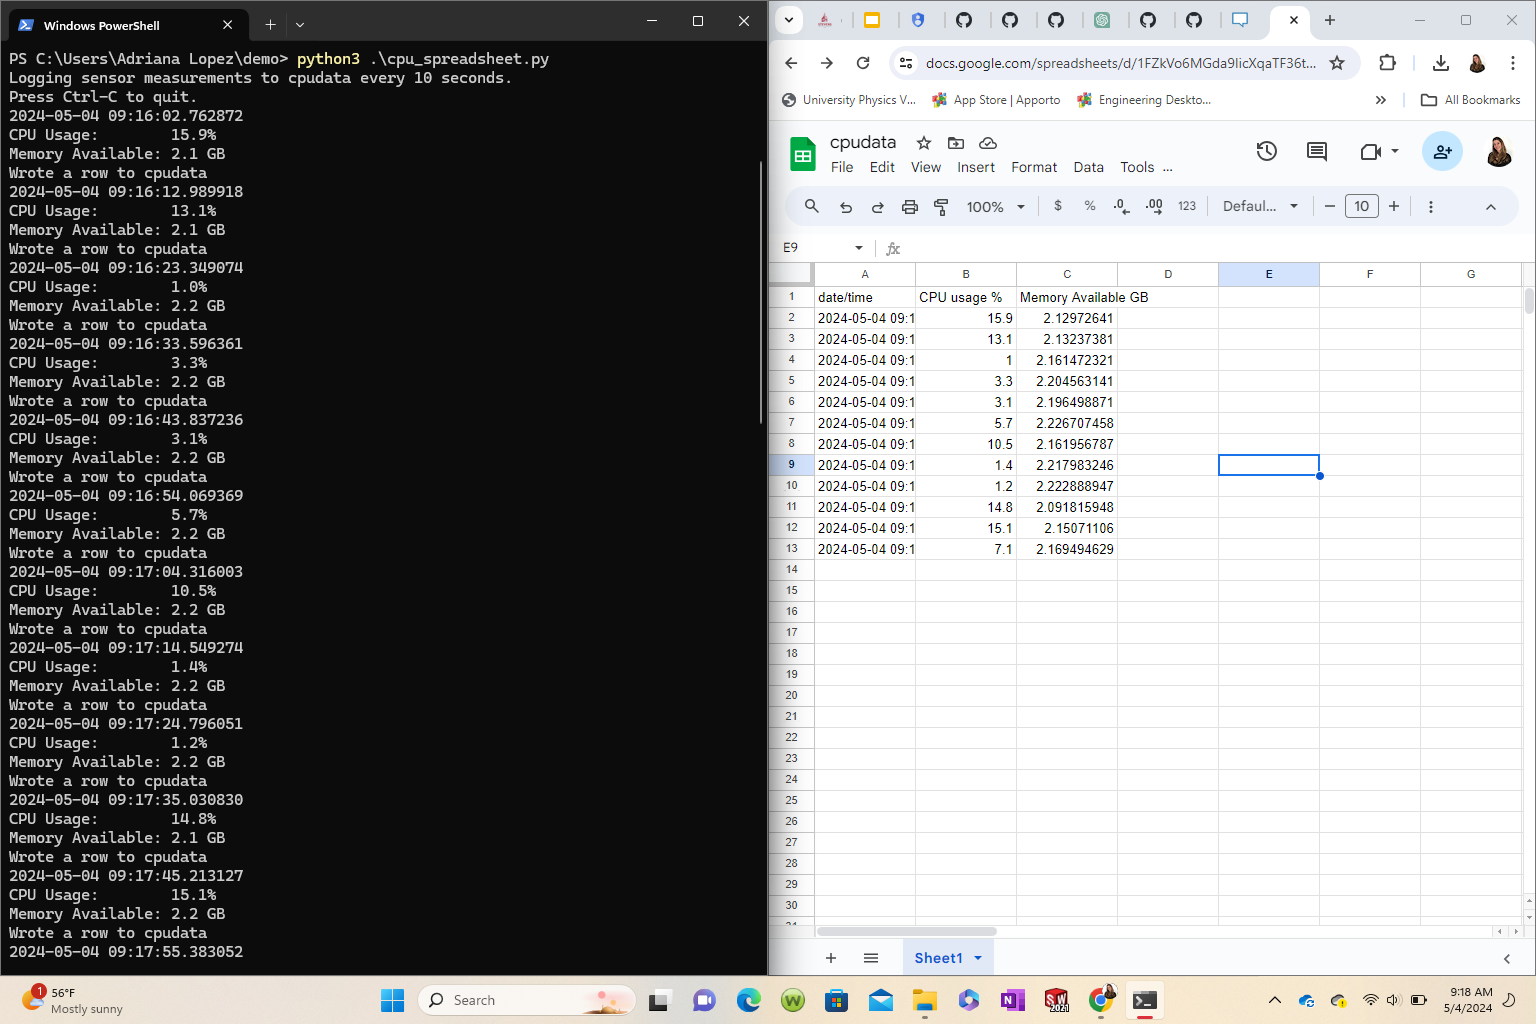 Windows PowerShell
PS C:\Users\Adriana Lopez\demo> python3 .\cpu_spreadsheet.py
Logging sensor measurements to cpudata every 10 seconds.
Press Ctrl-C to quit.
2024-05-04 09:16:02.762872
CPU Usage: 15.9%
Memory Available: 2.1 GB
Wrote a row to cpudata
2024-05-04 09:16:12.989918
CPU Usage: 13.1%
Memory Available: 2.1 GB
Wrote a row to cpudata
2024-05-04 09:16:23.349074
CPU Usage: 1.0%
Memory Available: 2.2 GB
Wrote a row to cpudata
2024-05-04 09:16:33.596361
CPU Usage: 3.3%
Memory Available: 2.2 GB
Wrote a row to cpudata
2024-05-04 09:16:43.837236
CPU Usage: 3.1%
Memory Available: 2.2 GB
Wrote a row to cpudata
2024-05-04 09:16:54.069369
CPU Usage: 5.7%
Memory Available: 2.2 GB
Wrote a row to cpudata
2024-05-04 09:17:04.316003
CPU Usage: 10.5%
Memory Available: 2.2 GB
Wrote a row to cpudata
2024-05-04 09:17:14.549274
CPU Usage: 1.4%
Memory Available: 2.2 GB
Wrote a row to cpudata
2024-05-04 09:17:24.796051
CPU Usage: 1.2%
Memory Available: 2.2 GB
Wrote a row to cpudata
2024-05-04 09:17:35.030830
CPU Usage: 14.8%
Memory Available: 2.1 GB
Wrote a row to cpudata
2024-05-04 09:17:45.213127
CPU Usage: 15.1%
Memory Available: 2.2 GB
Wrote a row to cpudata
2024-05-04 09:17:55.383052
docs.google.com/spreadsheets/d/1FZkVo6MGda9licXqaTF36t...
University Physics V... App Store | Apporto Engineering Deskto... All Bookmarks
cpudata
File Edit View Insert Format Data Tools ...
100% $ % .0 .00 123 Defaul... 10
E9 fx
A B C D E F G
1 date/time CPU usage % Memory Available GB
2 2024-05-04 09:1 15.9 2.12972641
3 2024-05-04 09:1 13.1 2.13237381
4 2024-05-04 09:1 1 2.161472321
5 2024-05-04 09:1 3.3 2.204563141
6 2024-05-04 09:1 3.1 2.196498871
7 2024-05-04 09:1 5.7 2.226707458
8 2024-05-04 09:1 10.5 2.161956787
9 2024-05-04 09:1 1.4 2.217983246
10 2024-05-04 09:1 1.2 2.222888947
11 2024-05-04 09:1 14.8 2.091815948
12 2024-05-04 09:1 15.1 2.15071106
13 2024-05-04 09:1 7.1 2.169494629
14
15
16
17
18
19
20
21
22
23
24
25
26
27
28
29
30
Sheet1
1 56°F
Mostly sunny
Search
SW 2021
9:18 AM
5/4/2024